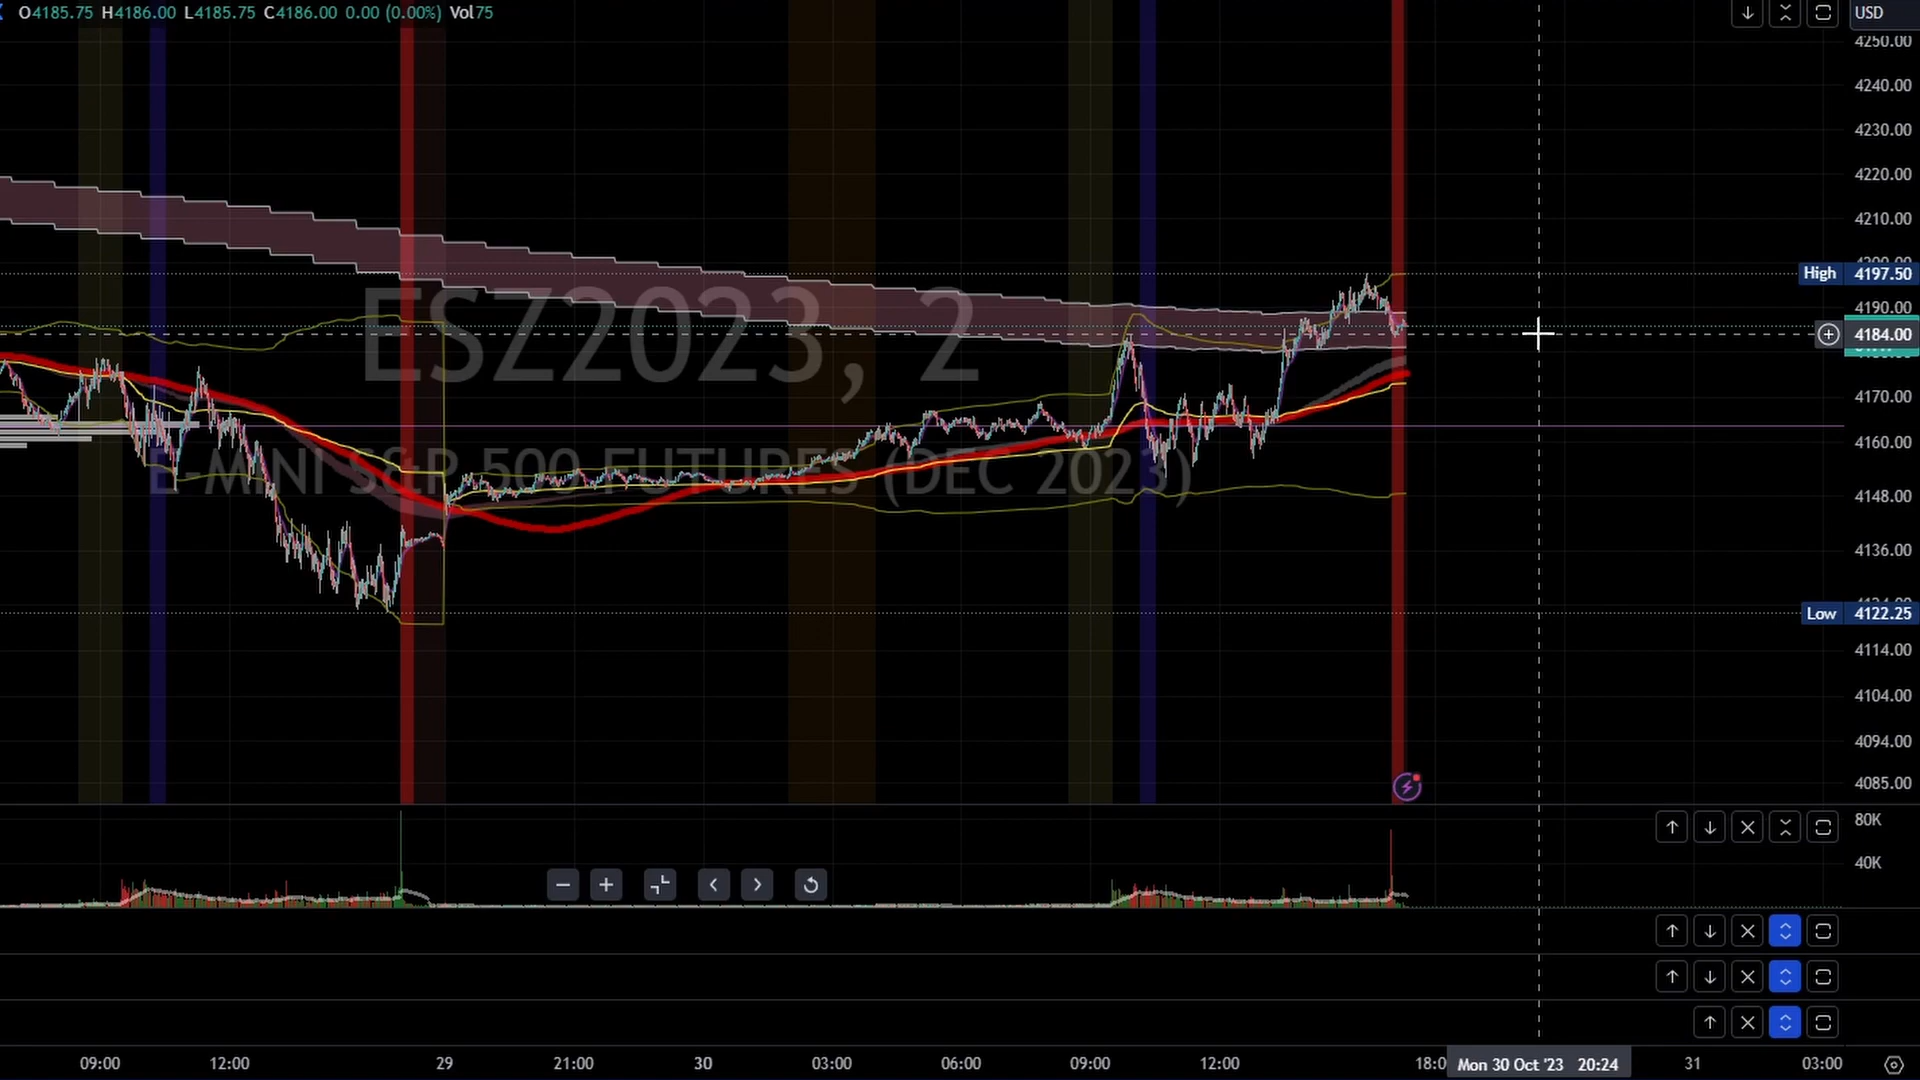 O4185.75 H4186.00 L4185.75 C4186.00 0.00 (0.00%) Vol75
USD
4250.00
4240.00
4230.00
4220.00
4210.00
4200.00
High 4197.50
4190.00
4184.00
4170.00
4160.00
4148.00
4136.00
Low 4122.25
4114.00
4104.00
4094.00
4085.00
ESZ2023, 2
E-MINI S&P 500 FUTURES (DEC 2023)
80K
40K
09:00 12:00 29 21:00 30 03:00 06:00 09:00 12:00 18:0 Mon 30 Oct '23 20:24 31 03:00